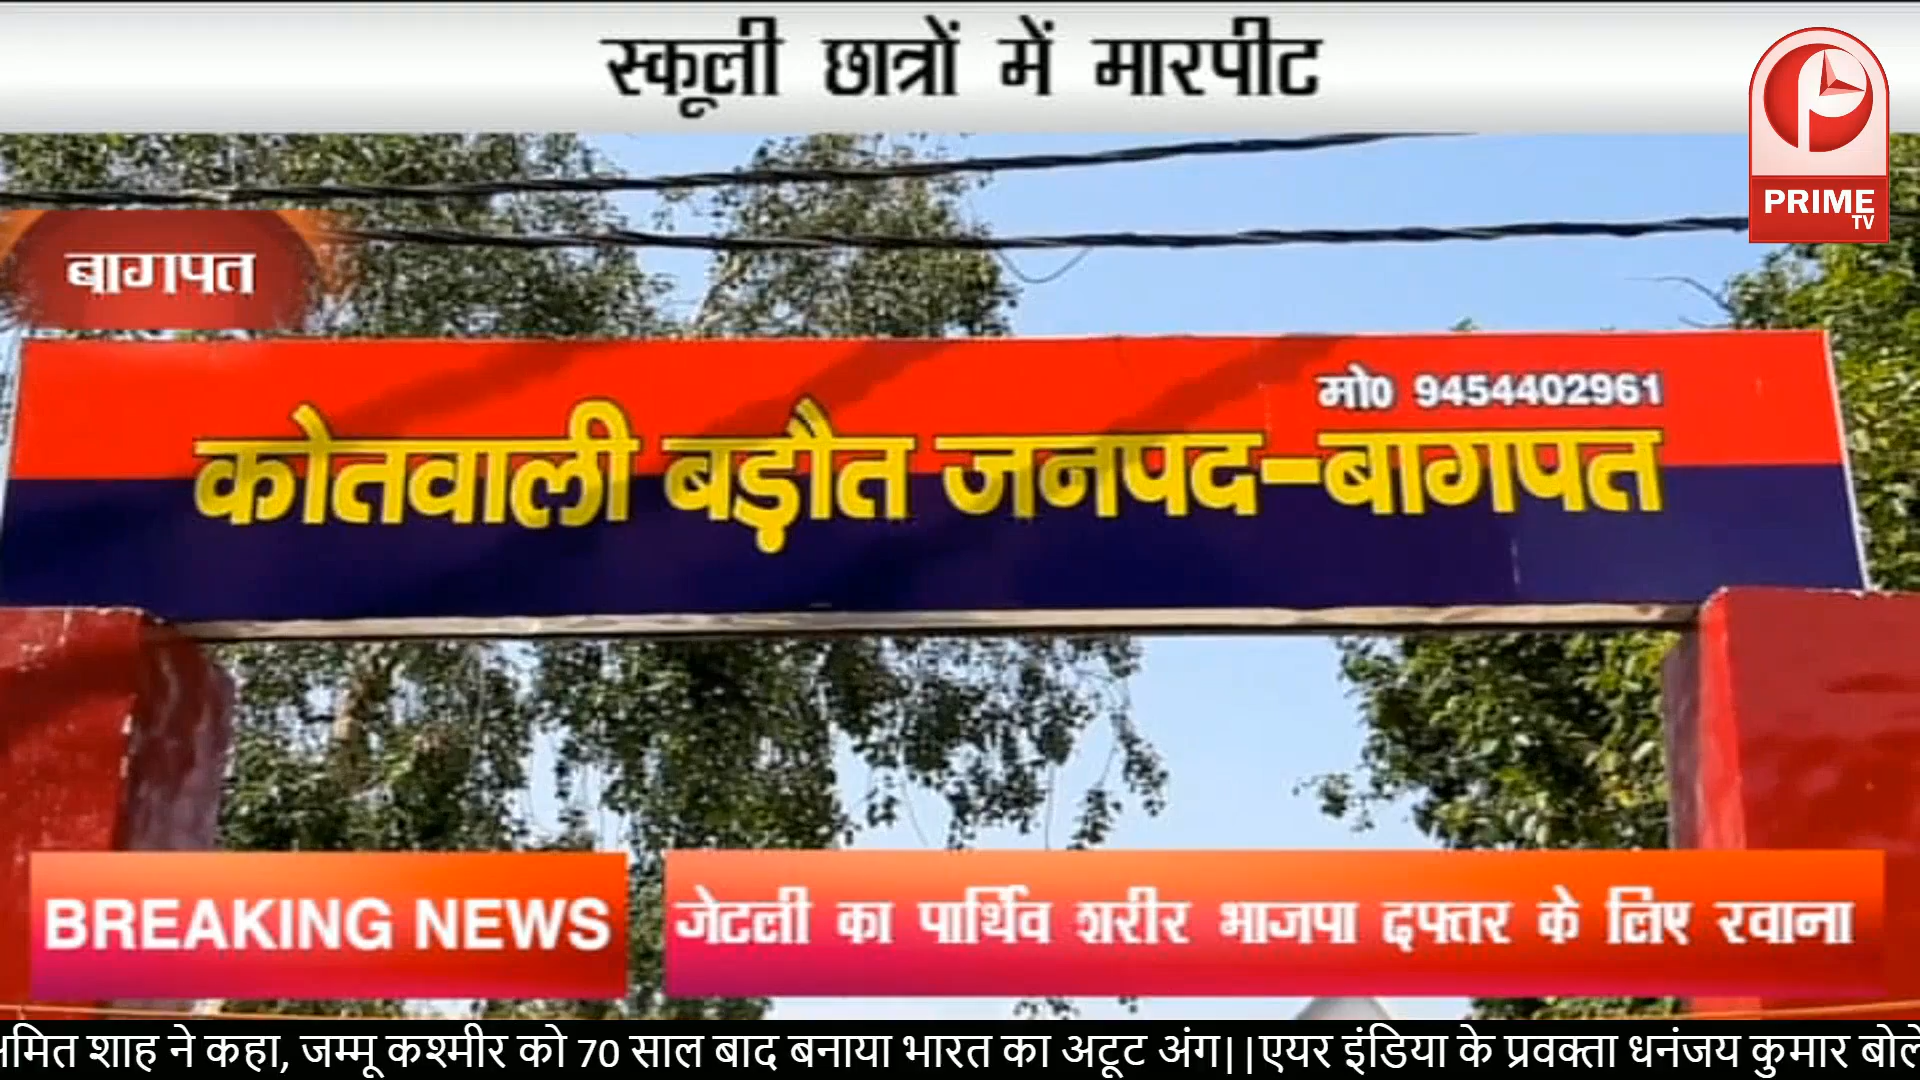 स्कूली छात्रों में मारपीट
PRIME
TV
बागपत
मो0 9454402961
कोतवाली बड़ौत जनपद-बागपत
BREAKING NEWS
जेटली का पार्थिव शरीर भाजपा दफ्तर के लिए रवाना
शाह ने कहा, जम्मू कश्मीर को 70 साल बाद बनाया भारत का अटूट अंग||एयर इंडिया के प्रवक्ता धनंजय कुमार